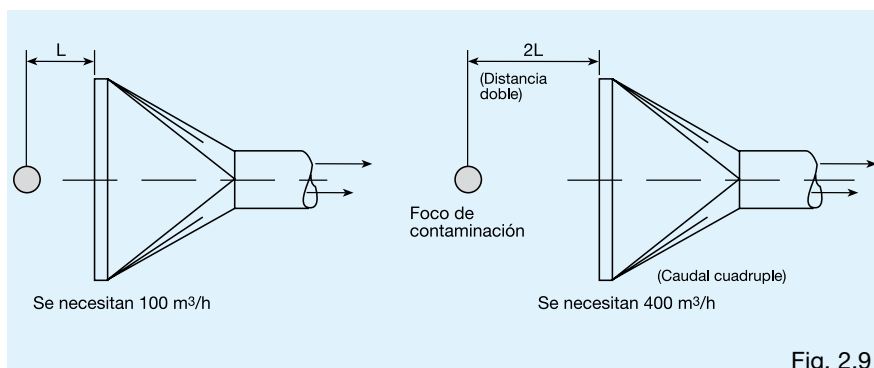 L
2L
(Distancia
doble)
Foco de
contaminación
(Caudal cuadruple)
Se necesitan 100 m³/h
Se necesitan 400 m³/h
Fig. 2.9